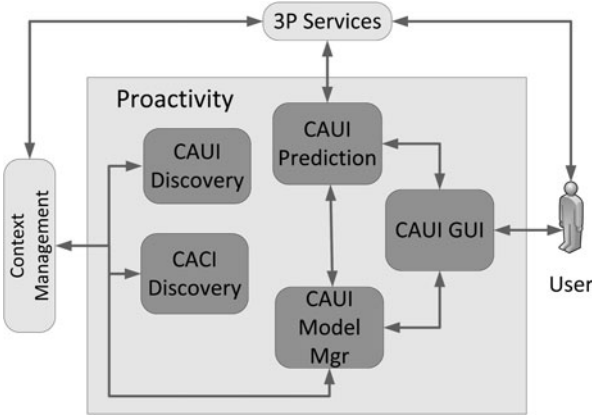 3P Services
Proactivity
CAUI
Prediction
CAUI
Discovery
CAUI GUI
Context
Management
CACI
Discovery
CAUI
Model
Mgr
User